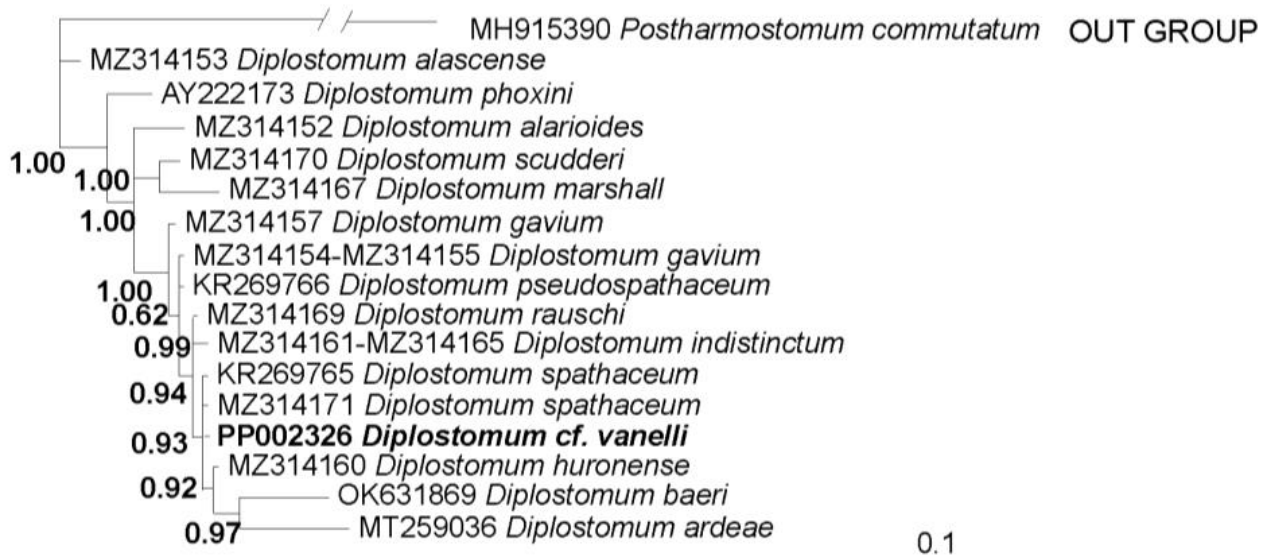 MH915390 Postharmostomum commutatum OUT GROUP
MZ314153 Diplostomum alascense
AY222173 Diplostomum phoxini
MZ314152 Diplostomum alarioides
MZ314170 Diplostomum scudderi
1.00
1.00
MZ314167 Diplostomum marshall
1.00
MZ314157 Diplostomum gavium
MZ314154-MZ314155 Diplostomum gavium
1.00
KR269766 Diplostomum pseudospathaceum
0.62
MZ314169 Diplostomum rauschi
0.99
MZ314161-MZ314165 Diplostomum indistinctum
KR269765 Diplostomum spathaceum
0.94
MZ314171 Diplostomum spathaceum
0.93
PP002326 Diplostomum cf. vanelli
MZ314160 Diplostomum huronense
0.92
OK631869 Diplostomum baeri
0.97
MT259036 Diplostomum ardeae
0.1